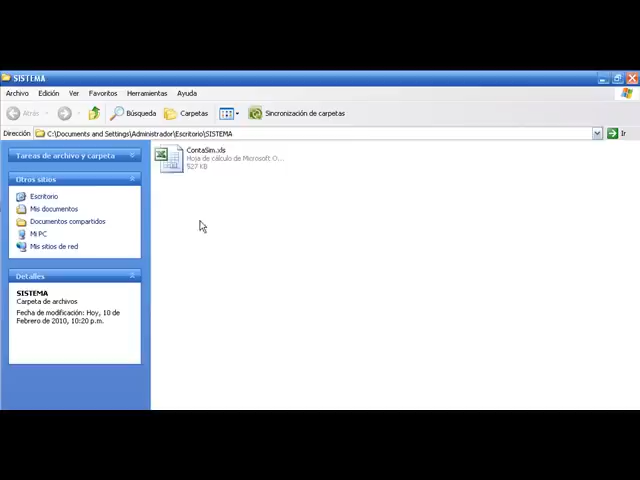 SISTEMA
Archivo Edición Ver Favoritos Herramientas Ayuda
Atrás Búsqueda Carpetas Sincronización de carpetas
Dirección C:\Documents and Settings\Administrador\Escritorio\SISTEMA Ir
Tareas de archivo y carpeta
Otros sitios
Escritorio
Mis documentos
Documentos compartidos
Mi PC
Mis sitios de red
Detalles
SISTEMA
Carpeta de archivos
Fecha de modificación: Hoy, 10 de
Febrero de 2010, 10:20 p.m.
ContaSim.xls
Hoja de cálculo de Microsoft O...
527 KB